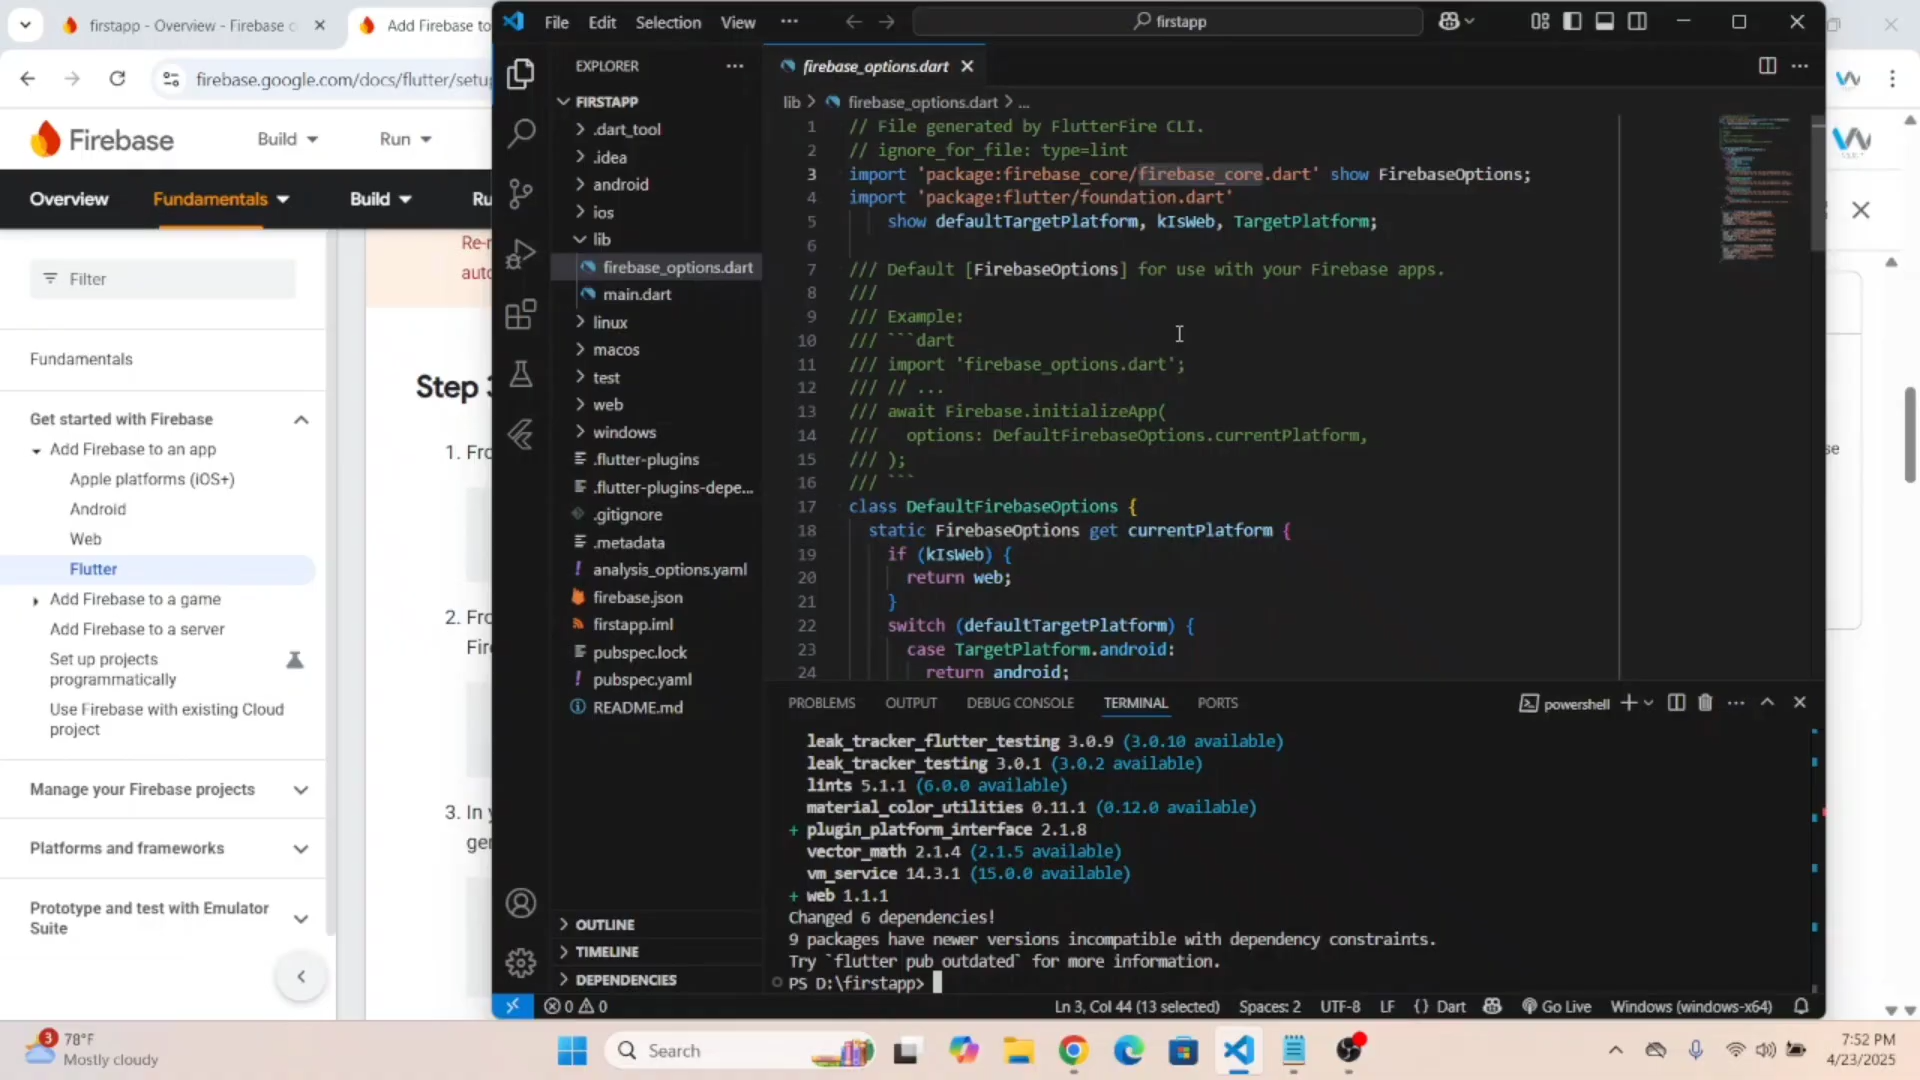 firstapp - Overview - Firebase c
Add Firebase to
firebase.google.com/docs/flutter/setu
Firebase
Build
Run
Overview
Fundamentals
Build
Ru
Filter
Fundamentals
Get started with Firebase
Add Firebase to an app
Apple platforms (iOS+)
Android
Web
Flutter
Add Firebase to a game
Add Firebase to a server
Set up projects
programmatically
Use Firebase with existing Cloud
project
Manage your Firebase projects
Platforms and frameworks
Prototype and test with Emulator
Suite
Re-r
auto
Step 3
1. Fro
2. Fro
Fire
3. In y
gen
File Edit Selection View ···
firstapp
EXPLORER
FIRSTAPP
.dart_tool
.idea
android
ios
lib
firebase_options.dart
main.dart
linux
macos
test
web
windows
.flutter-plugins
.flutter-plugins-depe...
.gitignore
.metadata
analysis_options.yaml
firebase.json
firstapp.iml
pubspec.lock
pubspec.yaml
README.md
OUTLINE
TIMELINE
DEPENDENCIES
firebase_options.dart
lib > firebase_options.dart > ...
1 // File generated by FlutterFire CLI.
2 // ignore_for_file: type=lint
3 import 'package:firebase_core/firebase_core.dart' show FirebaseOptions;
4 import 'package:flutter/foundation.dart'
5 show defaultTargetPlatform, kIsWeb, TargetPlatform;
6
7 /// Default [FirebaseOptions] for use with your Firebase apps.
8 ///
9 /// Example:
10 /// ```dart
11 /// import 'firebase_options.dart';
12 /// // ...
13 /// await Firebase.initializeApp(
14 /// options: DefaultFirebaseOptions.currentPlatform,
15 /// );
16 /// ```
17 class DefaultFirebaseOptions {
18 static FirebaseOptions get currentPlatform {
19 if (kIsWeb) {
20 return web;
21 }
22 switch (defaultTargetPlatform) {
23 case TargetPlatform.android:
24 return android;
PROBLEMS OUTPUT DEBUG CONSOLE TERMINAL PORTS
powershell
leak_tracker_flutter_testing 3.0.9 (3.0.10 available)
leak_tracker_testing 3.0.1 (3.0.2 available)
lints 5.1.1 (6.0.0 available)
material_color_utilities 0.11.1 (0.12.0 available)
+ plugin_platform_interface 2.1.8
vector_math 2.1.4 (2.1.5 available)
vm_service 14.3.1 (15.0.0 available)
+ web 1.1.1
Changed 6 dependencies!
9 packages have newer versions incompatible with dependency constraints.
Try `flutter pub outdated` for more information.
PS D:\firstapp>
0 0
Ln 3, Col 44 (13 selected) Spaces: 2 UTF-8 LF {} Dart Go Live Windows (windows-x64)
se
3
78°F
Mostly cloudy
Search
7:52 PM
4/23/2025